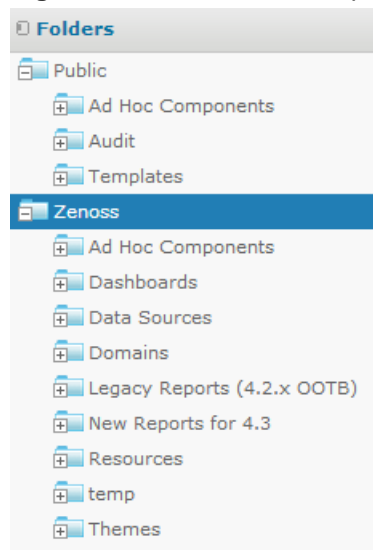 Folders
Public
Ad Hoc Components
Audit
Templates
Zenoss
Ad Hoc Components
Dashboards
Data Sources
Domains
Legacy Reports (4.2.x OOTB)
New Reports for 4.3
Resources
temp
Themes